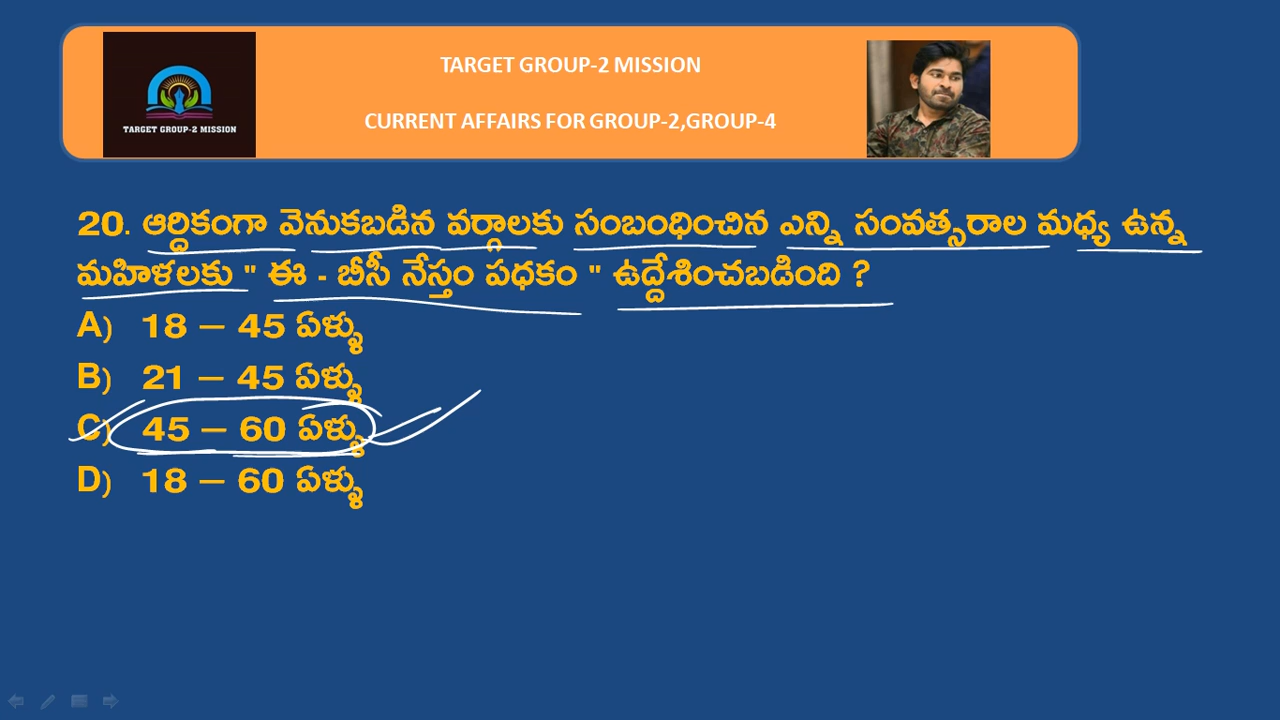 TARGET GROUP-2 MISSION
TARGET GROUP-2 MISSION
CURRENT AFFAIRS FOR GROUP-2,GROUP-4
20. ఆర్ధికంగా వెనుకబడిన వర్గాలకు సంబంధించిన ఎన్ని సంవత్సరాల మధ్య ఉన్న
మహిళలకు " ఈ - బీసీ నేస్తం పధకం " ఉద్దేశించబడింది ?
A) 18 – 45 ఏళ్ళు
B) 21 – 45 ఏళ్ళు
C) 45 – 60 ఏళ్ళు
D) 18 – 60 ఏళ్ళు